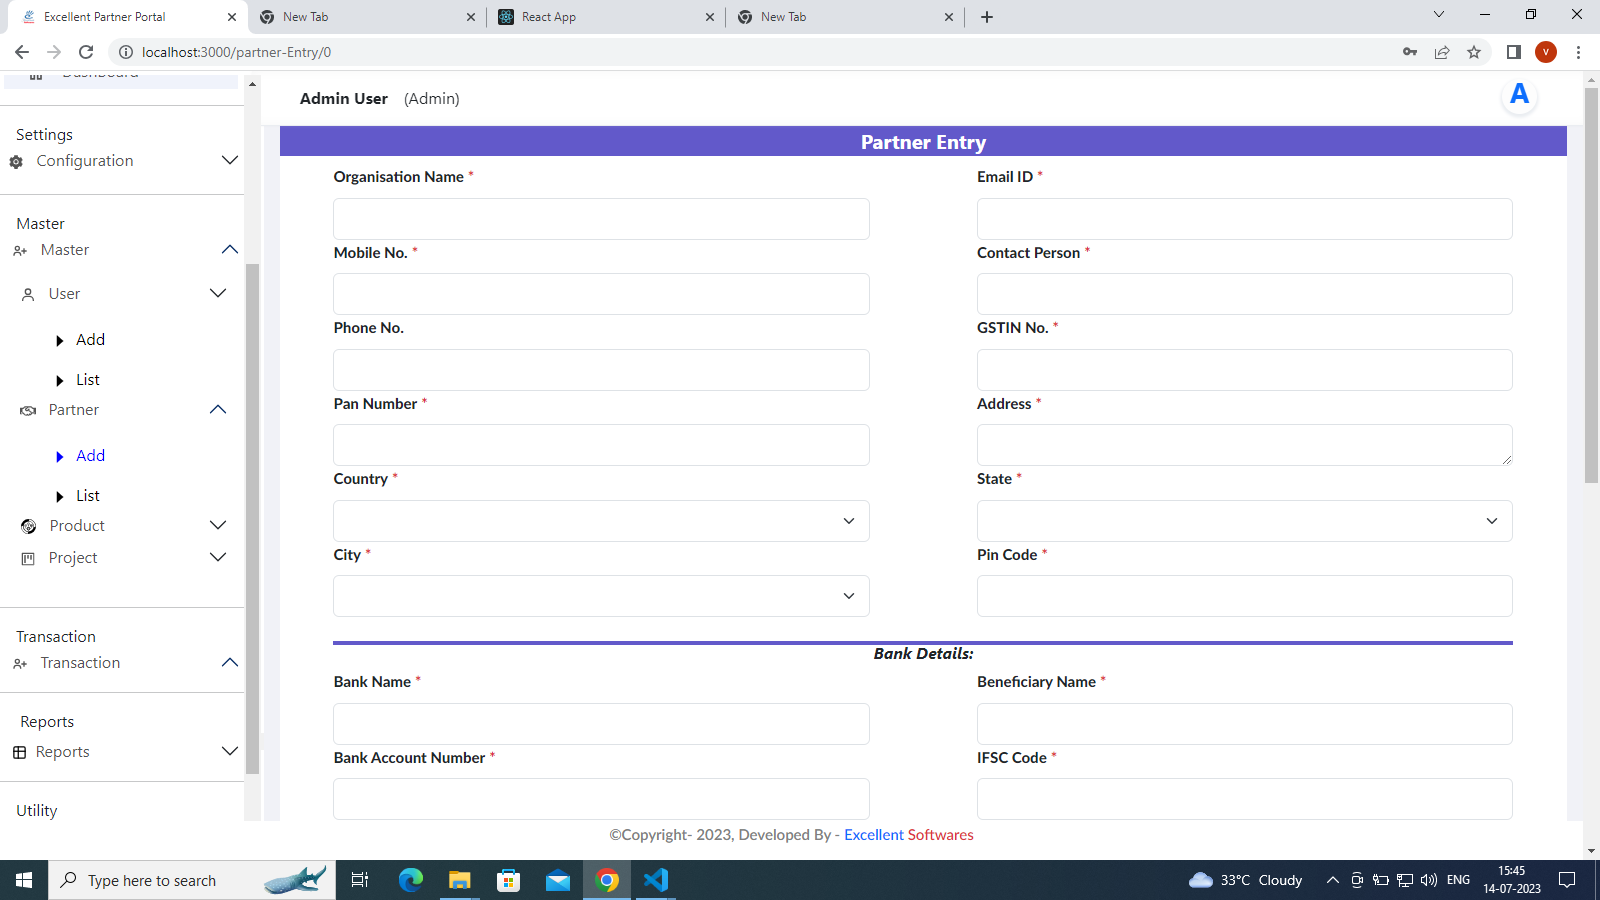 Excellent Partner Portal
New Tab
React App
New Tab
localhost:3000/partner-Entry/0
V
Dashboard
Settings
Configuration
Master
Master
User
Add
List
Partner
Add
List
Product
Project
Transaction
Transaction
Reports
Reports
Utility
Admin User (Admin)
A
Partner Entry
Organisation Name *
Email ID *
Mobile No. *
Contact Person *
Phone No.
GSTIN No. *
Pan Number *
Address *
Country *
State *
City *
Pin Code *
Bank Details:
Bank Name *
Beneficiary Name *
Bank Account Number *
IFSC Code *
©Copyright- 2023, Developed By - Excellent Softwares
Type here to search
33°C Cloudy
ENG
15:45
14-07-2023